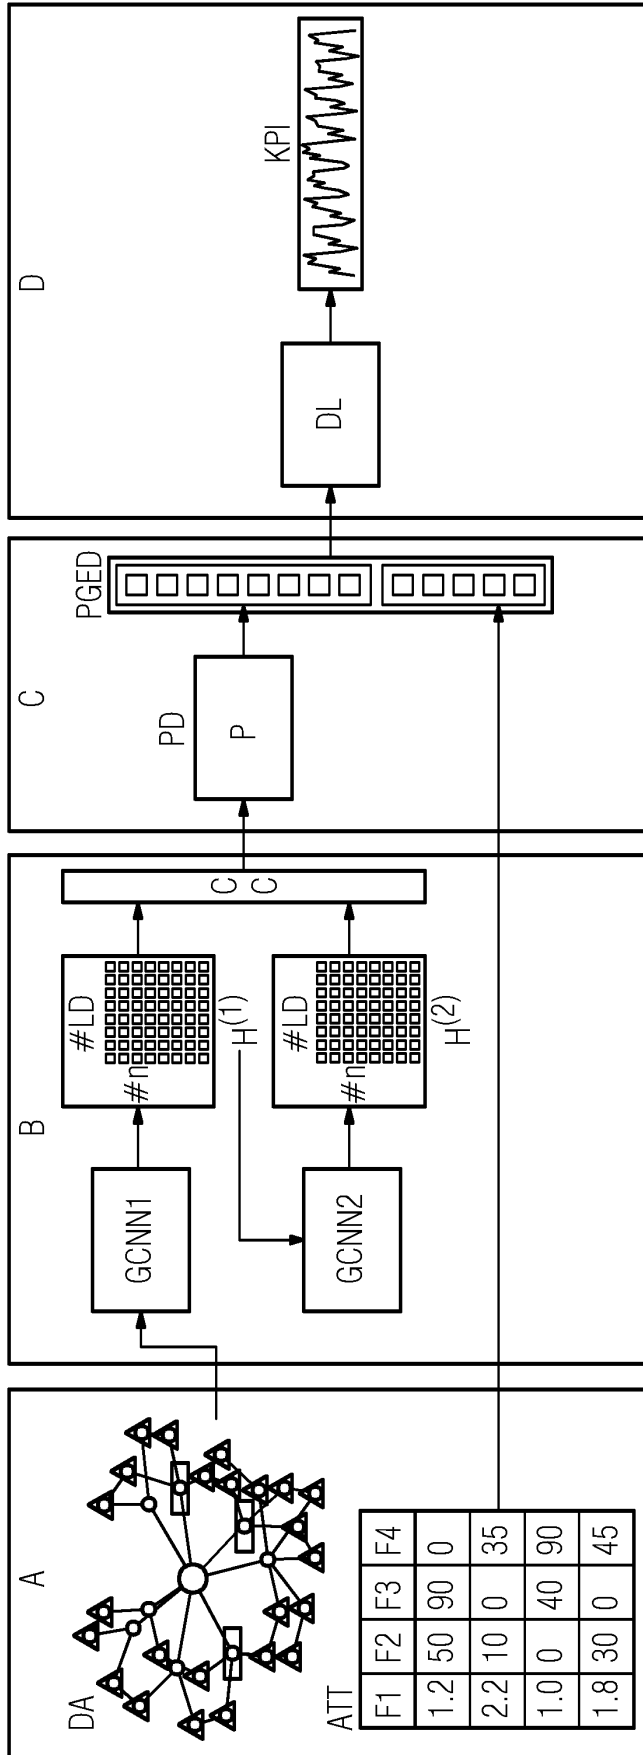 A
DA
ATT
F1 F2 F3 F4
1.2 50 90 0
2.2 10 0 35
1.0 0 40 90
1.8 30 0 45
B
GCNN1
#LD
#n
H(1)
GCNN2
#LD
#n
H(2)
C
C
C
PD
P
PGED
D
DL
KPI